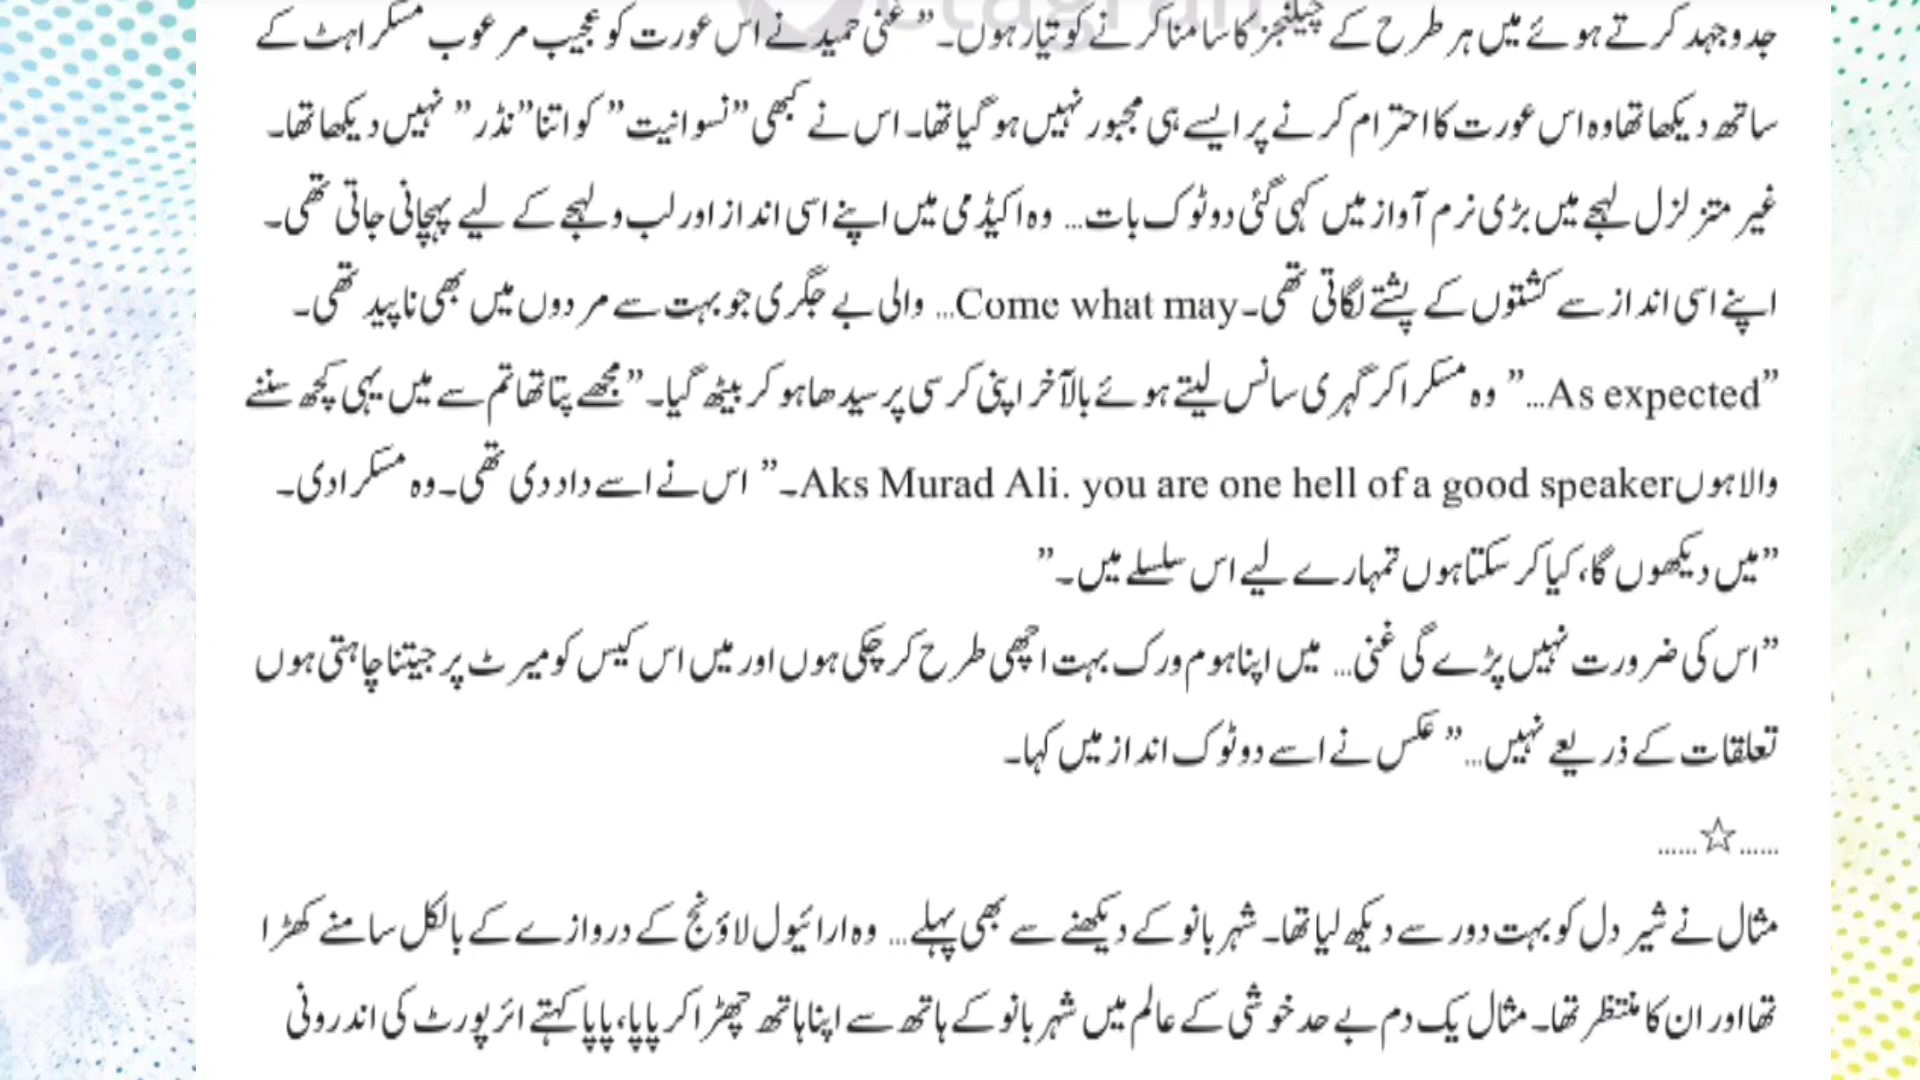 جدوجہد کرتے ہوئے میں ہر طرح کے چیلنجز کا سامنا کرنے کو تیار ہوں۔” غنی حمید نے اس عورت کو عجیب مرعوب مسکراہٹ کے
ساتھ دیکھا تھا وہ اس عورت کا احترام کرنے پر ایسے ہی مجبور نہیں ہو گیا تھا۔ اس نے کبھی ”نسوانیت” کو اتنا ”نڈر” نہیں دیکھا تھا۔
غیر متزلزل لہجے میں بڑی نرم آواز میں کہی گئی دو ٹوک بات... وہ اکیڈمی میں اپنے اسی انداز اور لب و لہجے کے لیے پہچانی جاتی تھی۔
اپنے اسی انداز سے کشتوں کے پشتے لگاتی تھی۔ Come what may... والی بے جگری جو بہت سے مردوں میں بھی ناپید تھی۔
”As expected...” وہ مسکرا کر گہری سانس لیتے ہوئے بالآخر اپنی کرسی پر سیدھا ہو کر بیٹھ گیا۔ ”مجھے پتا تھا تم سے میں یہی کچھ سننے
والا ہوں Aks Murad Ali. you are one hell of a good speaker۔” اس نے اسے داد دی تھی۔ وہ مسکرا دی۔
”میں دیکھوں گا، کیا کر سکتا ہوں تمہارے لیے اس سلسلے میں۔”
”اس کی ضرورت نہیں پڑے گی غنی... میں اپنا ہوم ورک بہت اچھی طرح کر چکی ہوں اور میں اس کیس کو میرٹ پر جیتنا چاہتی ہوں
تعلقات کے ذریعے نہیں...” عکس نے اسے دو ٹوک انداز میں کہا۔
......☆......
مثال نے شیر دل کو بہت دور سے دیکھ لیا تھا۔ شہربانو کے دیکھنے سے بھی پہلے... وہ ارائیول لاؤنج کے دروازے کے بالکل سامنے کھڑا
تھا اور ان کا منتظر تھا۔ مثال یک دم بے حد خوشی کے عالم میں شہربانو کے ہاتھ سے اپنا ہاتھ چھڑا کر پاپا، پاپا کہتے ائر پورٹ کی اندرونی